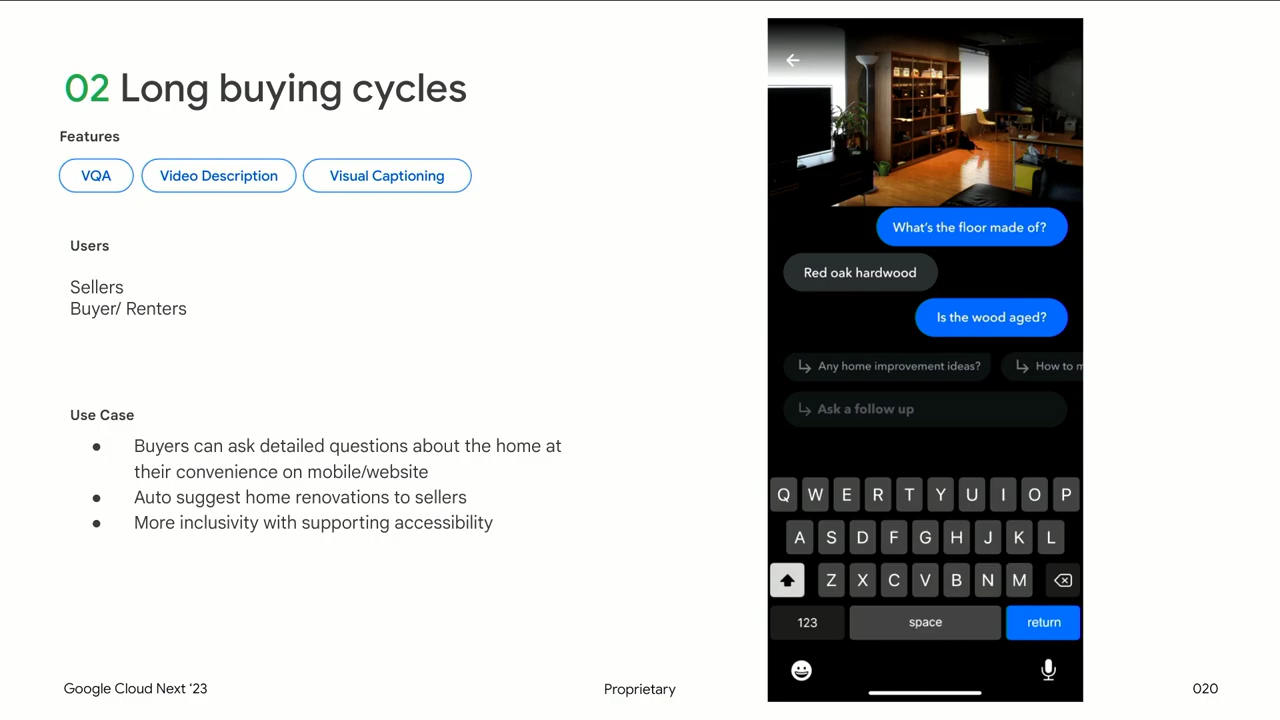 02 Long buying cycles
Features
VQA
Video Description
Visual Captioning
Users
Sellers
Buyer/ Renters
Use Case
● Buyers can ask detailed questions about the home at
their convenience on mobile/website
● Auto suggest home renovations to sellers
● More inclusivity with supporting accessibility
What's the floor made of?
Red oak hardwood
Is the wood aged?
Any home improvement ideas?
How to m
Ask a follow up
Q W E R T Y U I O P
A S D F G H J K L
Z X C V B N M
123 space return
Google Cloud Next ‘23
Proprietary
020